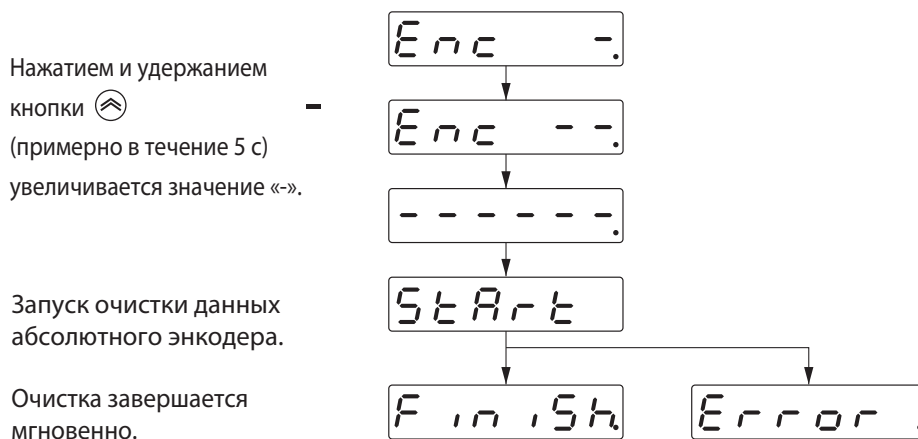 Enc -.
Нажатием и удержанием
кнопки
(примерно в течение 5 с)
увеличивается значение «-».
-
Enc --.
------.
StArt
Запуск очистки данных
абсолютного энкодера.
Очистка завершается
мгновенно.
FiniSh.
Error.